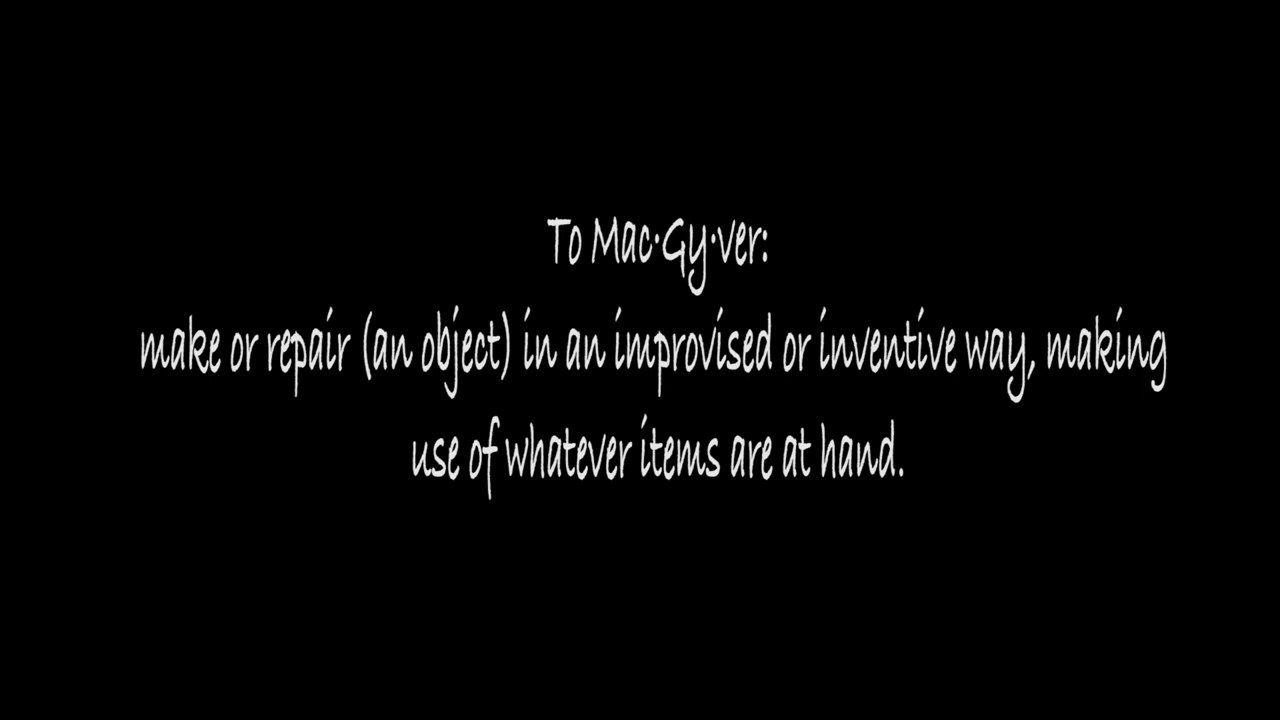 To Mac·Gy·ver:
make or repair (an object) in an improvised or inventive way, making
use of whatever items are at hand.